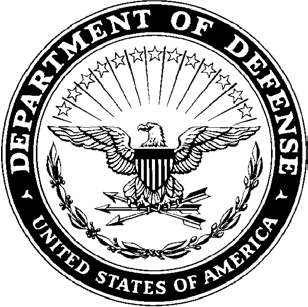 DEPARTMENT OF DEFENSE
UNITED STATES OF AMERICA